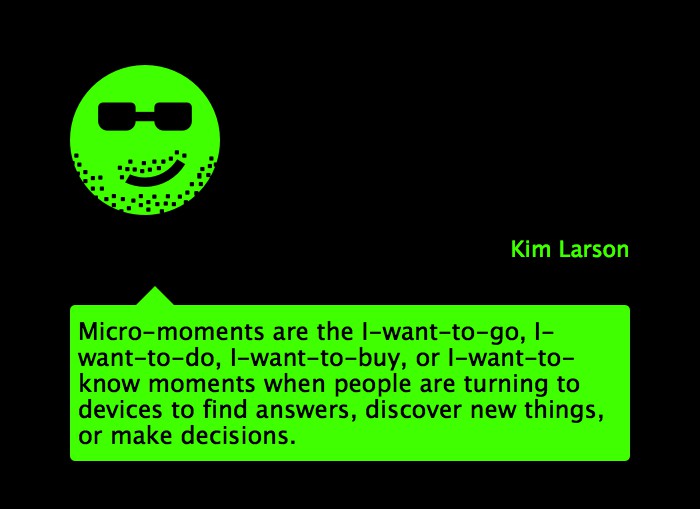 Kim Larson
Micro-moments are the I-want-to-go, I-
want-to-do, I-want-to-buy, or I-want-to-
know moments when people are turning to
devices to find answers, discover new things,
or make decisions.